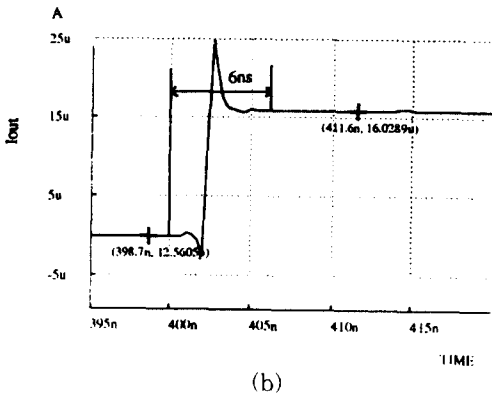 A
25u
6ns
15u
Iout
(411.6n, 16.0289u)
5u
(398.7n, 12.5605p)
-5u
395n 400n 405n 410n 415n
TIME
(b)